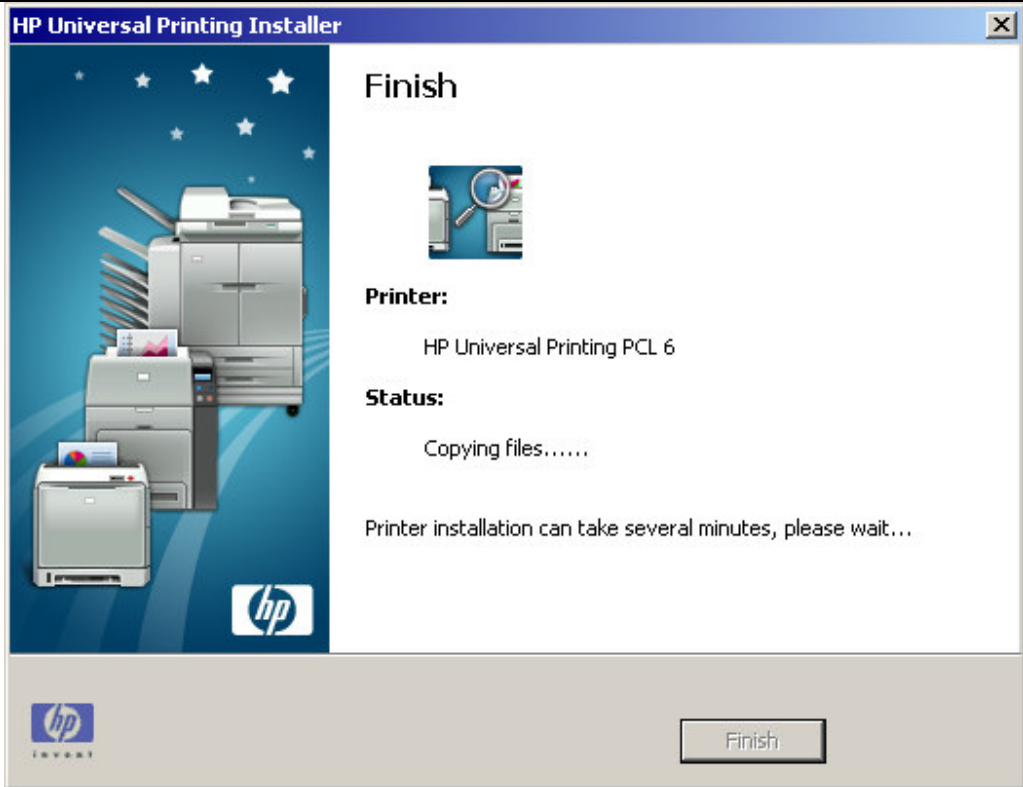 HP Universal Printing Installer
Finish
Printer:
HP Universal Printing PCL 6
Status:
Copying files......
Printer installation can take several minutes, please wait...
hp
hp
invent
Finish